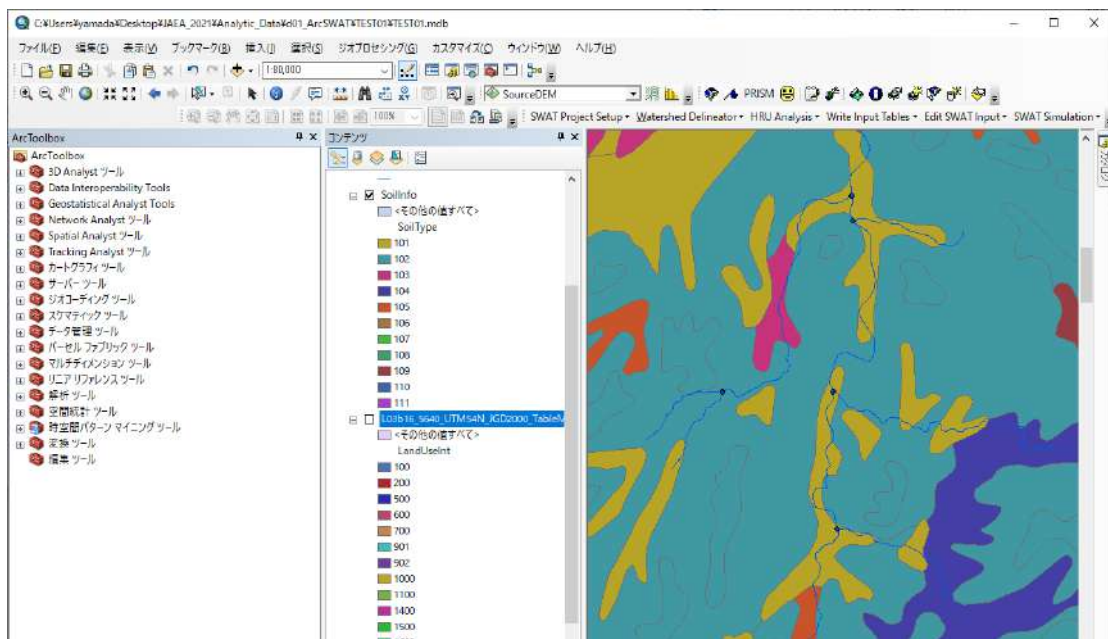 C:¥Users¥yamada¥Desktop¥JAEA_2021¥Analytic_Data¥d01_ArcSWAT¥TEST01¥TEST01.mdb
ファイル(F) 編集(E) 表示(V) ブックマーク(B) 挿入(I) 選択(S) ジオプロセシング(G) カスタマイズ(C) ウィンドウ(W) ヘルプ(H)
1:80,000
SourceDEM
PRISM
100%
SWAT Project Setup
Watershed Delineator
HRU Analysis
Write Input Tables
Edit SWAT Input
SWAT Simulation
ArcToolbox
ArcToolbox
3D Analyst ツール
Data Interoperability Tools
Geostatistical Analyst Tools
Network Analyst ツール
Spatial Analyst ツール
Tracking Analyst ツール
カートグラフィ ツール
サーバー ツール
ジオコーディング ツール
スケマティック ツール
データ管理 ツール
パーセル ファブリック ツール
マルチディメンション ツール
リニア リファレンス ツール
解析 ツール
空間統計 ツール
時空間パターン マイニング ツール
変換 ツール
編集 ツール
コンテンツ
SoilInfo
<その他の値すべて>
SoilType
101
102
103
104
105
106
107
108
109
110
111
L03b16_5640_UTM54N_JGD2000_TableM
<その他の値すべて>
LandUseInt
100
200
500
600
700
901
902
1000
1100
1400
1500
カタログ